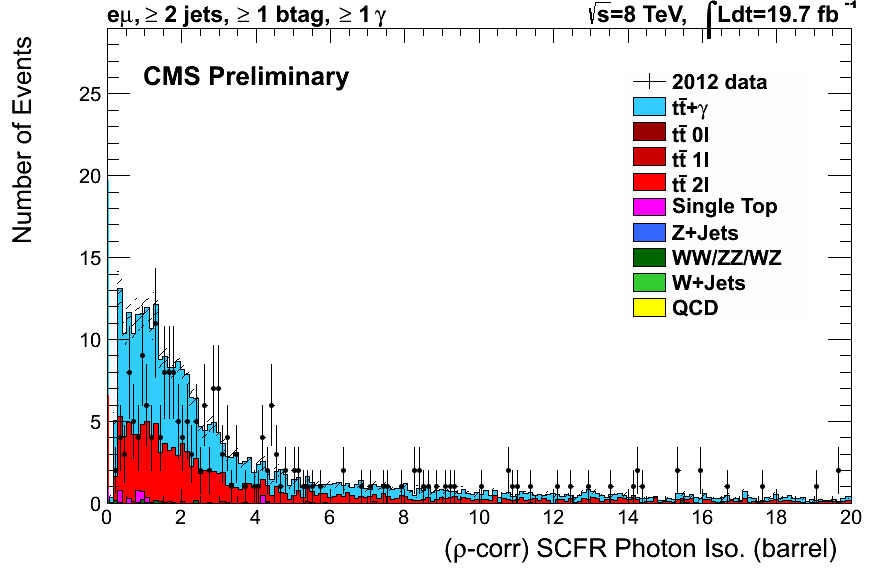 eμ, ≥ 2 jets, ≥ 1 btag, ≥ 1 γ
√s=8 TeV, ∫Ldt=19.7 fb⁻¹
CMS Preliminary
Number of Events
25
20
15
10
5
0
2012 data
tt̄+γ
tt̄ 0l
tt̄ 1l
tt̄ 2l
Single Top
Z+Jets
WW/ZZ/WZ
W+Jets
QCD
0 2 4 6 8 10 12 14 16 18 20
(ρ-corr) SCFR Photon Iso. (barrel)